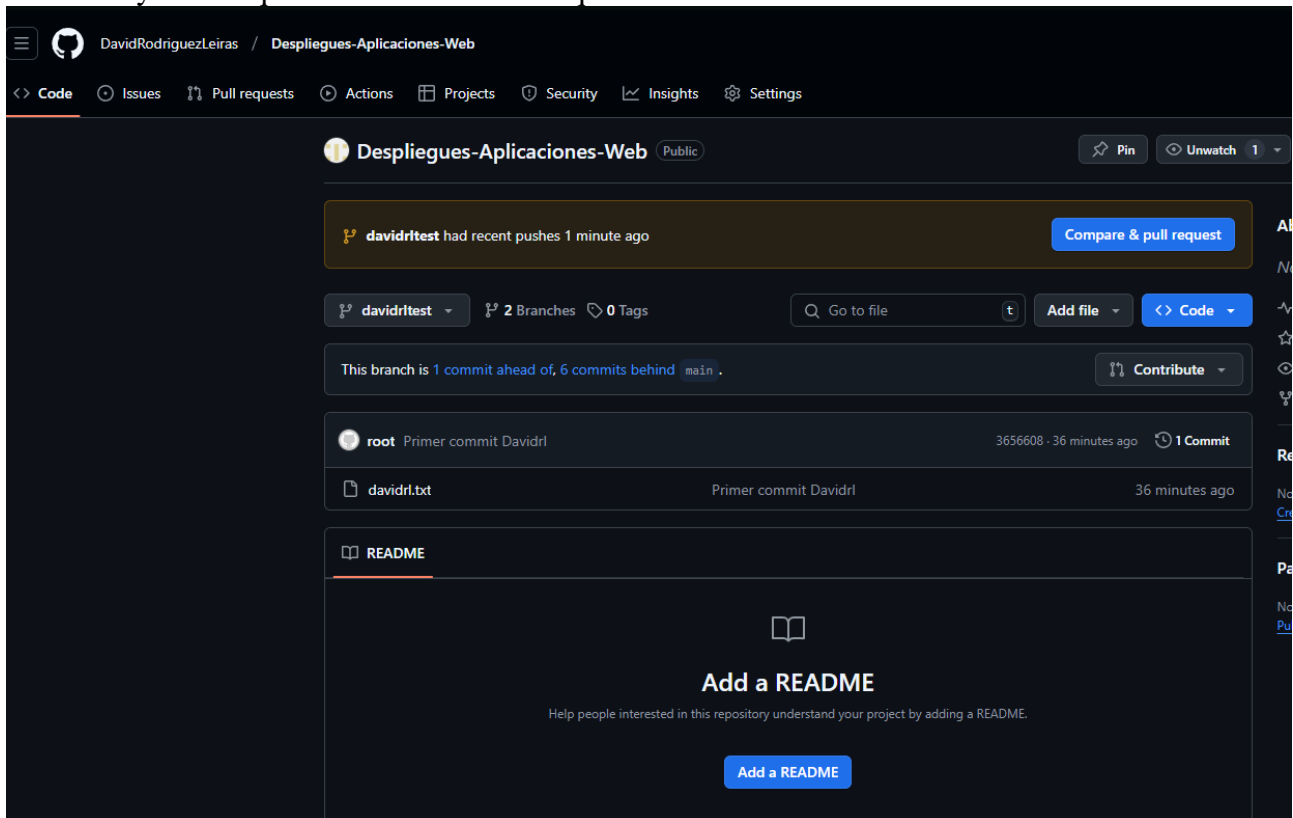 DavidRodriguezLeiras / Despliegues-Aplicaciones-Web
Code Issues Pull requests Actions Projects Security Insights Settings
Despliegues-Aplicaciones-Web Public Pin Unwatch 1
davidrltest had recent pushes 1 minute ago Compare & pull request
davidrltest 2 Branches 0 Tags Go to file t Add file Code
This branch is 1 commit ahead of, 6 commits behind main .
Contribute
root Primer commit Davidrl 3656608 · 36 minutes ago 1 Commit
davidrl.txt Primer commit Davidrl 36 minutes ago
README
Add a README
Help people interested in this repository understand your project by adding a README.
Add a README